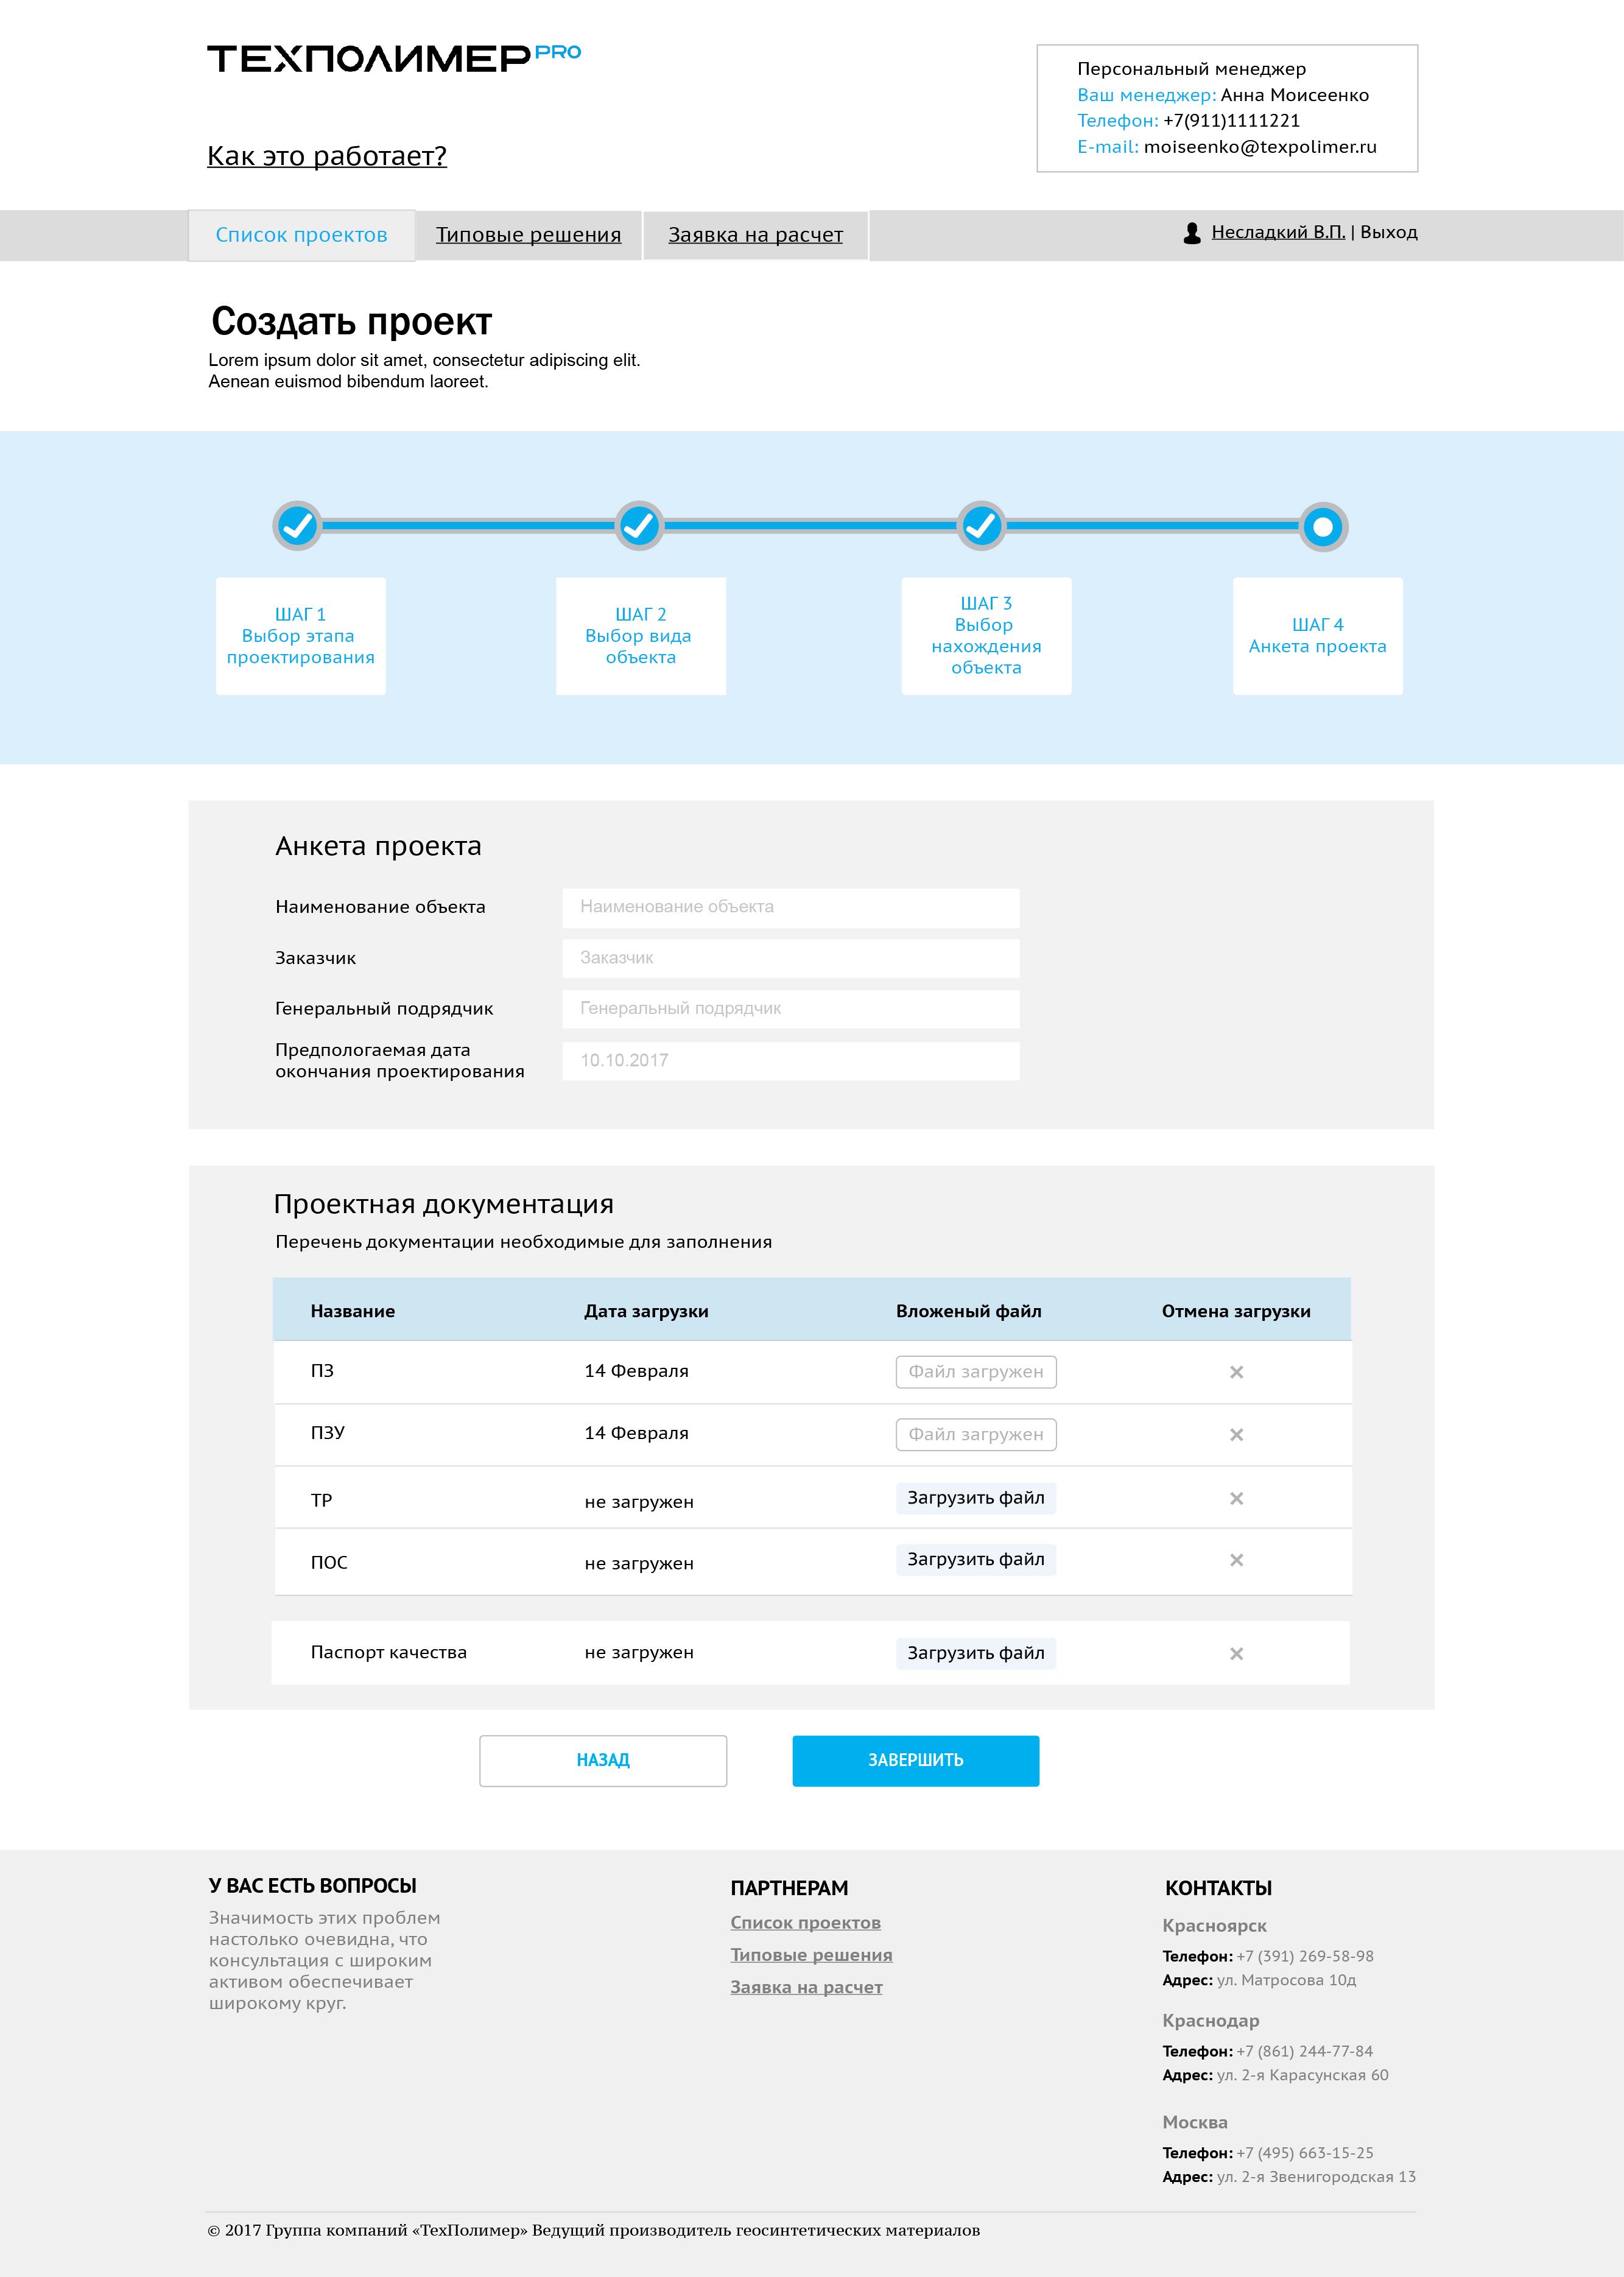 ТЕХПОЛИМЕР PRO
Как это работает?
Персональный менеджер
Ваш менеджер: Анна Моисеенко
Телефон: +7(911)1111221
E-mail: moiseenko@texpolimer.ru
Список проектов Типовые решения Заявка на расчет Несладкий В.П. | Выход
Создать проект
Lorem ipsum dolor sit amet, consectetur adipiscing elit.
Aenean euismod bibendum laoreet.
ШАГ 1
Выбор этапа
проектирования
ШАГ 2
Выбор вида
объекта
ШАГ 3
Выбор
нахождения
объекта
ШАГ 4
Анкета проекта
Анкета проекта
Наименование объекта Наименование объекта
Заказчик Заказчик
Генеральный подрядчик Генеральный подрядчик
Предпологаемая дата
окончания проектирования 10.10.2017
Проектная документация
Перечень документации необходимые для заполнения
Название Дата загрузки Вложеный файл Отмена загрузки
ПЗ 14 Февраля Файл загружен
ПЗУ 14 Февраля Файл загружен
ТР не загружен Загрузить файл
ПОС не загружен Загрузить файл
Паспорт качества не загружен Загрузить файл
НАЗАД ЗАВЕРШИТЬ
У ВАС ЕСТЬ ВОПРОСЫ
Значимость этих проблем
настолько очевидна, что
консультация с широким
активом обеспечивает
широкому круг.
ПАРТНЕРАМ
Список проектов
Типовые решения
Заявка на расчет
КОНТАКТЫ
Красноярск
Телефон: +7 (391) 269-58-98
Адрес: ул. Матросова 10д
Краснодар
Телефон: +7 (861) 244-77-84
Адрес: ул. 2-я Карасунская 60
Москва
Телефон: +7 (495) 663-15-25
Адрес: ул. 2-я Звенигородская 13
© 2017 Группа компаний «ТехПолимер» Ведущий производитель геосинтетических материалов